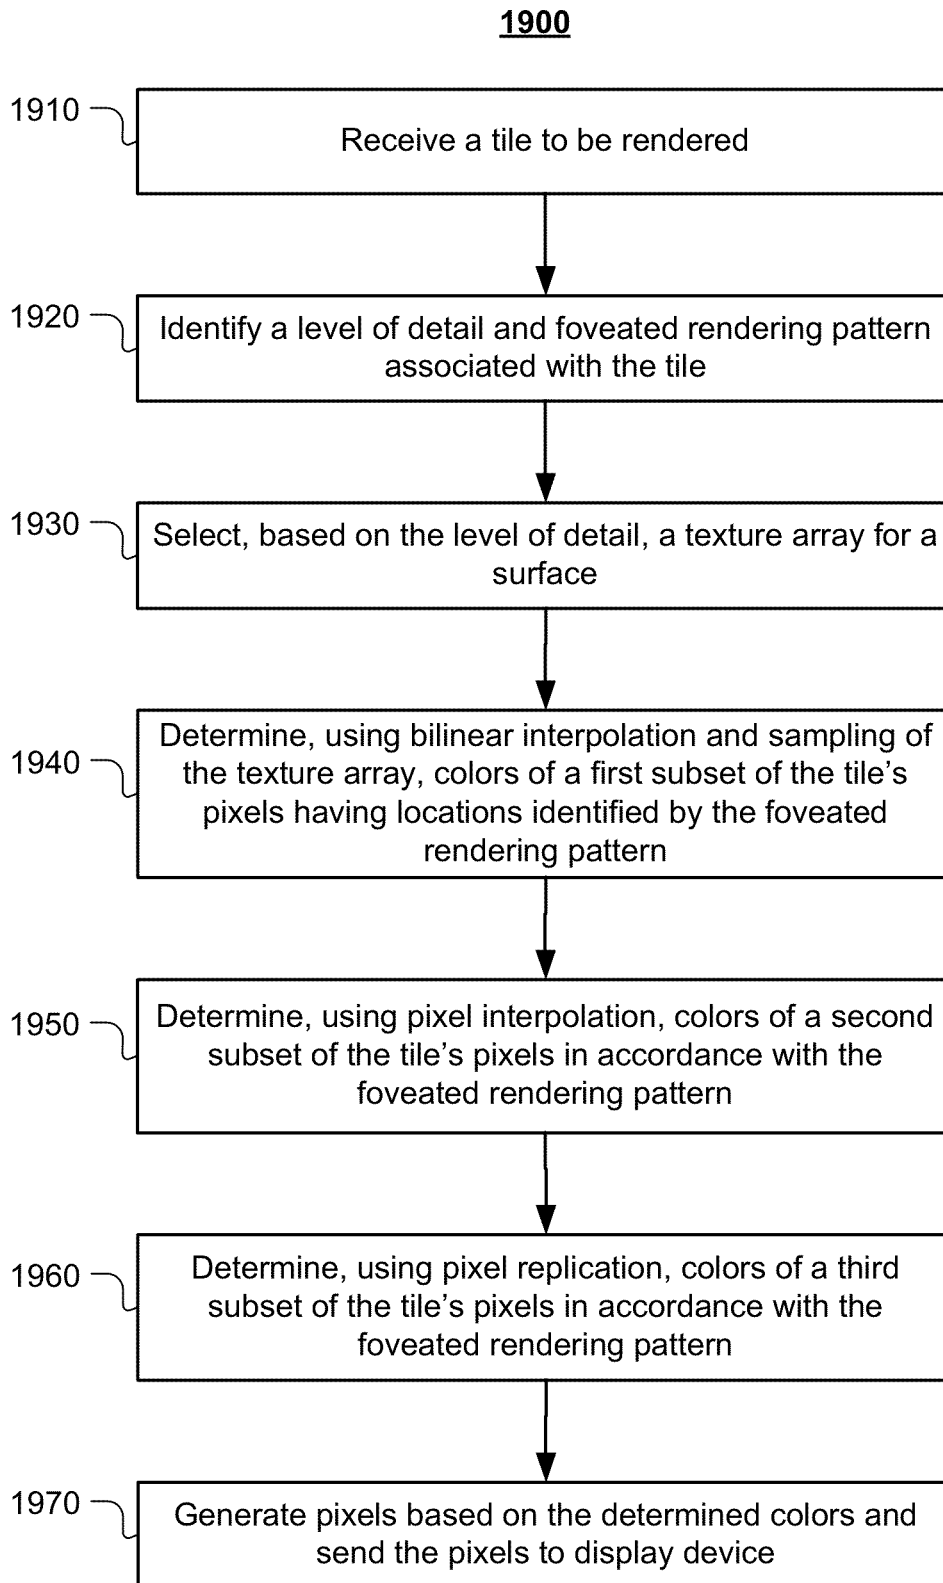 1900
1910
Receive a tile to be rendered
1920
Identify a level of detail and foveated rendering pattern
associated with the tile
1930
Select, based on the level of detail, a texture array for a
surface
1940
Determine, using bilinear interpolation and sampling of
the texture array, colors of a first subset of the tile's
pixels having locations identified by the foveated
rendering pattern
1950
Determine, using pixel interpolation, colors of a second
subset of the tile's pixels in accordance with the
foveated rendering pattern
1960
Determine, using pixel replication, colors of a third
subset of the tile's pixels in accordance with the
foveated rendering pattern
1970
Generate pixels based on the determined colors and
send the pixels to display device